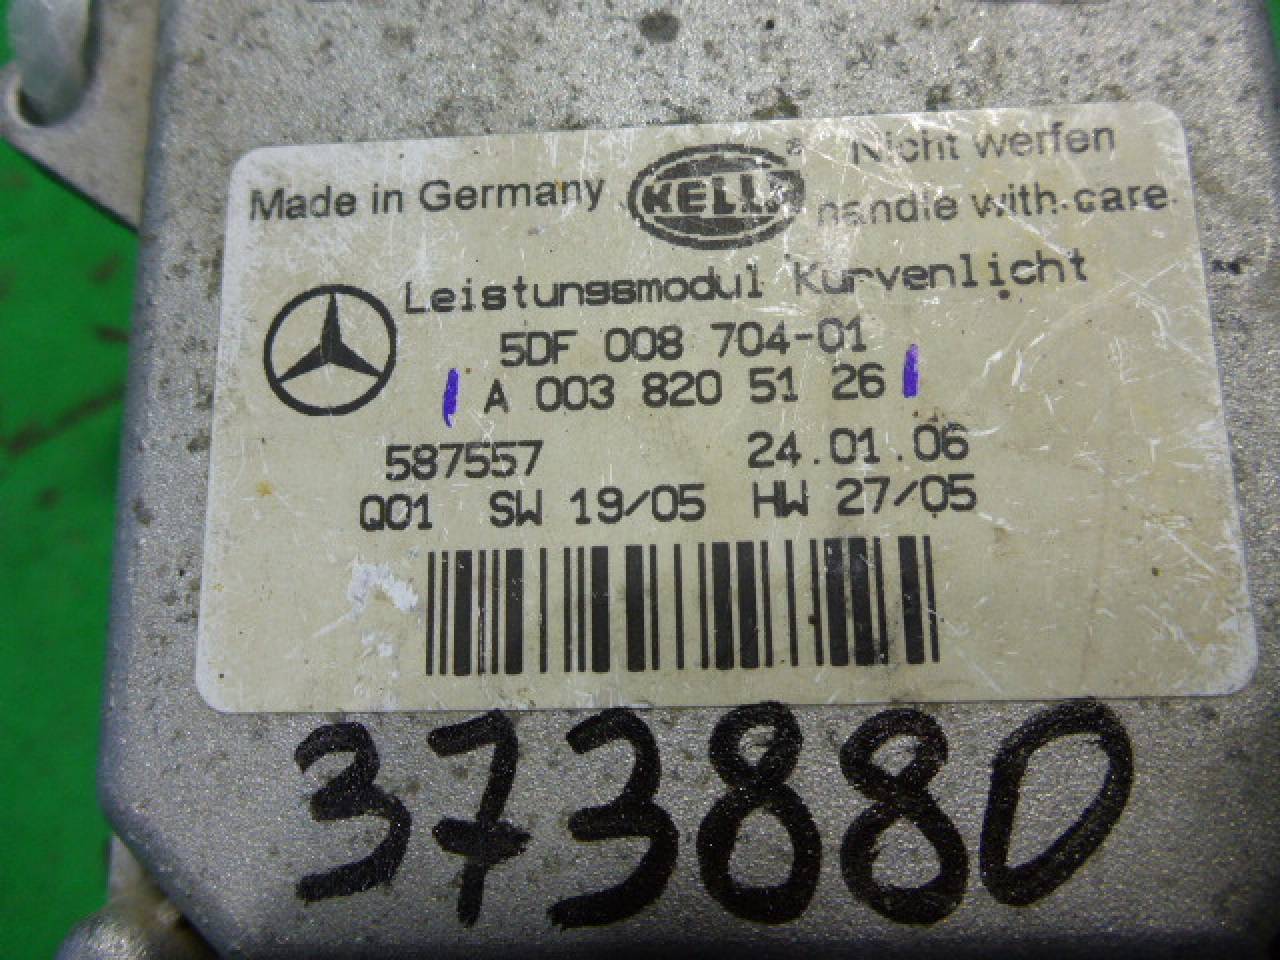 Made in Germany HELLA ® Nicht werfen
handle with care
Leistungsmodul Kurvenlicht
5DF 008 704-01
A 003 820 51 26
587557 24.01.06
Q01 SW 19/05 HW 27/05
373880